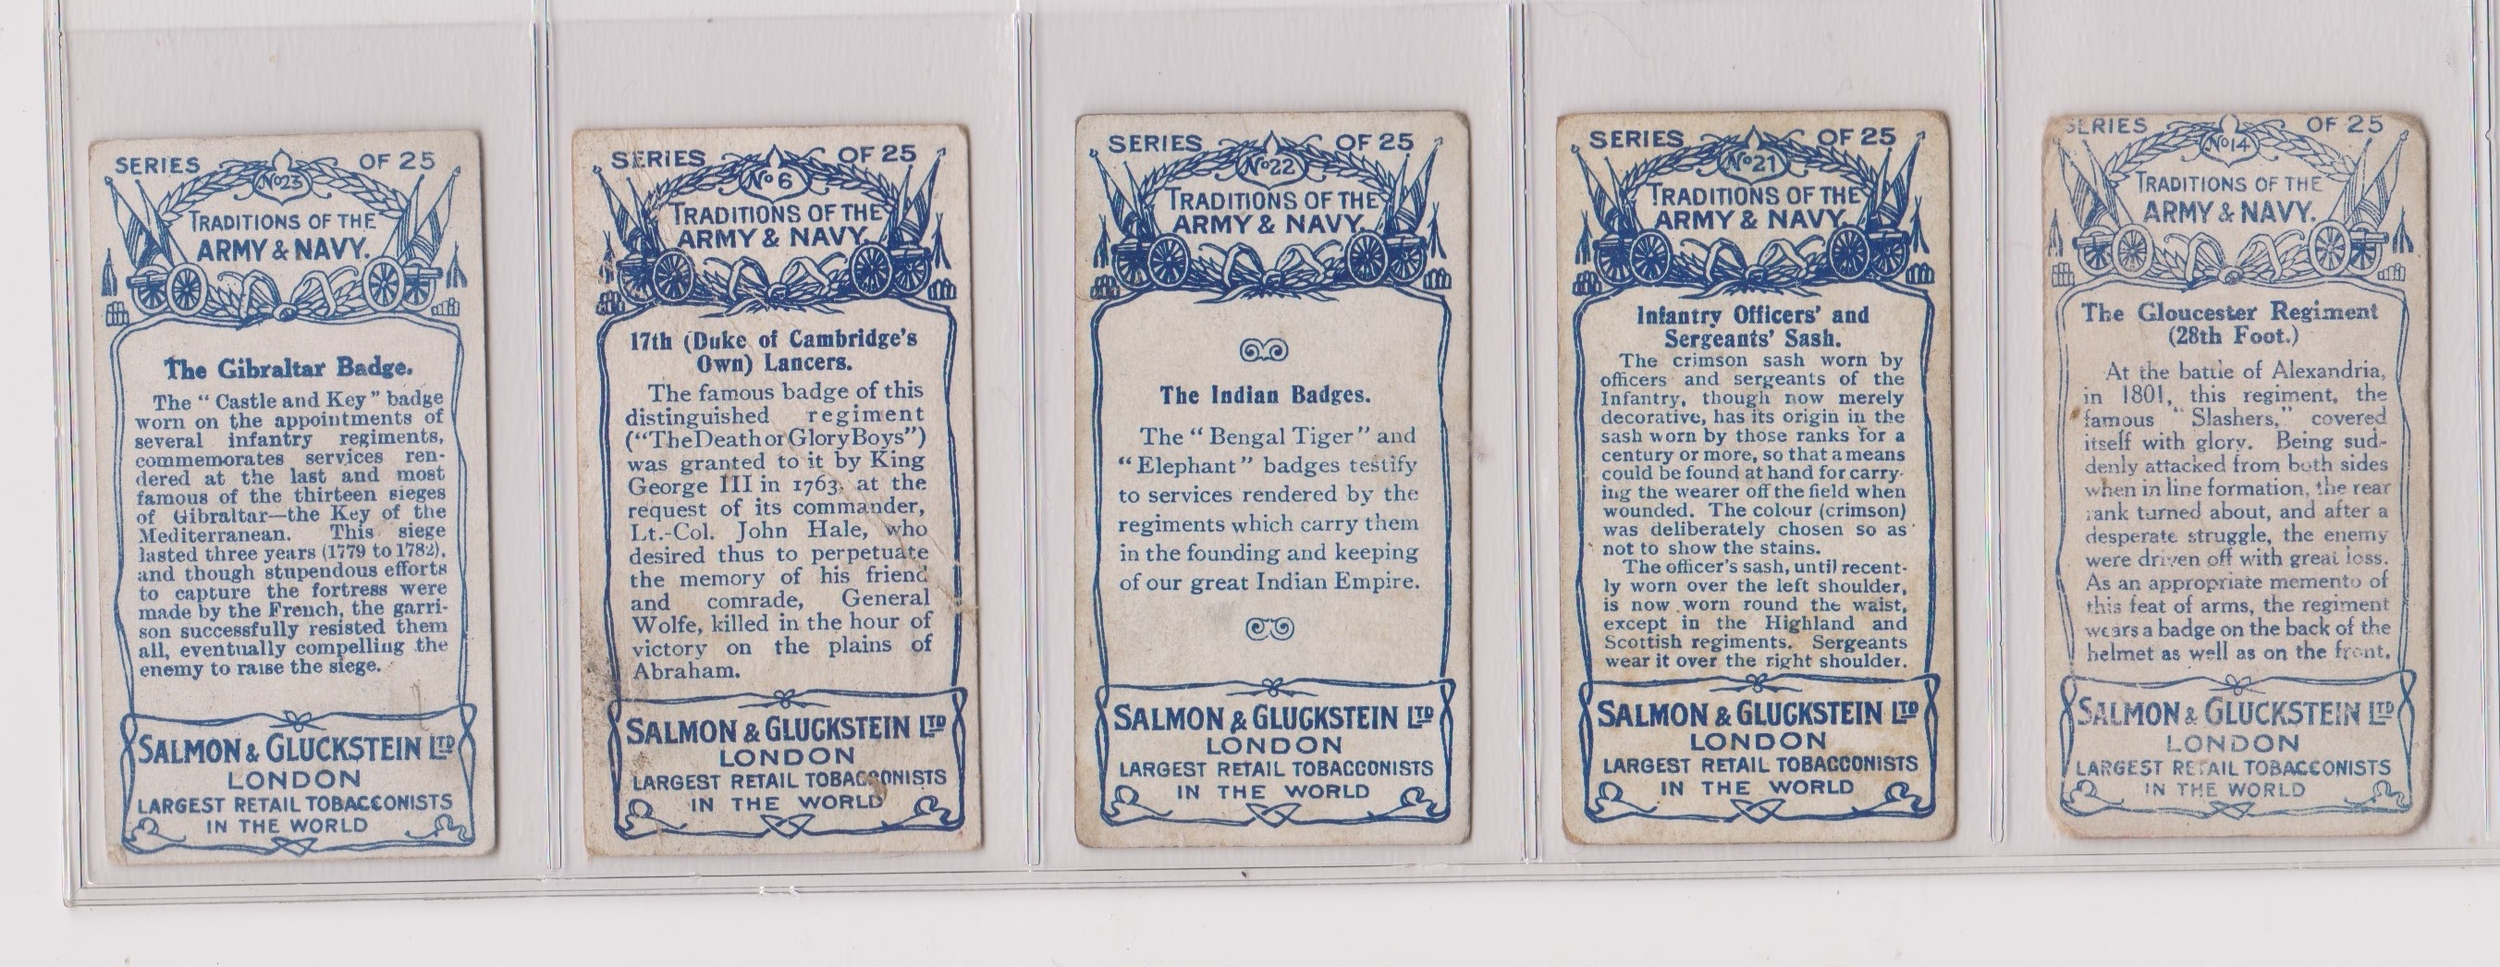 SERIES OF 25
No 23
TRADITIONS OF THE
ARMY & NAVY.
The Gibraltar Badge.
The "Castle and Key" badge
worn on the appointments of
several infantry regiments,
commemorates services ren-
dered at the last and most
famous of the thirteen sieges
of Gibraltar—the Key of the
Mediterranean. This siege
lasted three years (1779 to 1782),
and though stupendous efforts
to capture the fortress were
made by the French, the garri-
son successfully resisted them
all, eventually compelling the
enemy to raise the siege.
SALMON & GLUCKSTEIN LTD
LONDON
LARGEST RETAIL TOBACCONISTS
IN THE WORLD
SERIES OF 25
No 6
TRADITIONS OF THE
ARMY & NAVY.
17th (Duke of Cambridge's
Own) Lancers.
The famous badge of this
distinguished regiment
("The Death or Glory Boys")
was granted to it by King
George III in 1763, at the
request of its commander,
Lt.-Col. John Hale, who
desired thus to perpetuate
the memory of his friend
and comrade, General
Wolfe, killed in the hour of
victory on the plains of
Abraham.
SALMON & GLUCKSTEIN LTD
LONDON
LARGEST RETAIL TOBACCONISTS
IN THE WORLD
SERIES OF 25
No 22
TRADITIONS OF THE
ARMY & NAVY.
The Indian Badges.
The "Bengal Tiger" and
"Elephant" badges testify
to services rendered by the
regiments which carry them
in the founding and keeping
of our great Indian Empire.
SALMON & GLUCKSTEIN LTD
LONDON
LARGEST RETAIL TOBACCONISTS
IN THE WORLD
SERIES OF 25
No 21
TRADITIONS OF THE
ARMY & NAVY.
Infantry Officers' and
Sergeants' Sash.
The crimson sash worn by
officers and sergeants of the
Infantry, though now merely
decorative, has its origin in the
sash worn by those ranks for a
century or more, so that a means
could be found at hand for carry-
ing the wearer off the field when
wounded. The colour (crimson)
was deliberately chosen so as
not to show the stains.
The officer's sash, until recent-
ly worn over the left shoulder,
is now worn round the waist,
except in the Highland and
Scottish regiments. Sergeants
wear it over the right shoulder.
SALMON & GLUCKSTEIN LTD
LONDON
LARGEST RETAIL TOBACCONISTS
IN THE WORLD
SERIES OF 25
No 14
TRADITIONS OF THE
ARMY & NAVY.
The Gloucester Regiment
(28th Foot.)
At the battle of Alexandria,
in 1801, this regiment, the
famous "Slashers," covered
itself with glory. Being sud-
denly attacked from both sides
when in line formation, the rear
rank turned about, and after a
desperate struggle, the enemy
were driven off with great loss.
As an appropriate memento of
this feat of arms, the regiment
wears a badge on the back of the
helmet as well as on the front.
SALMON & GLUCKSTEIN LTD
LONDON
LARGEST RETAIL TOBACCONISTS
IN THE WORLD